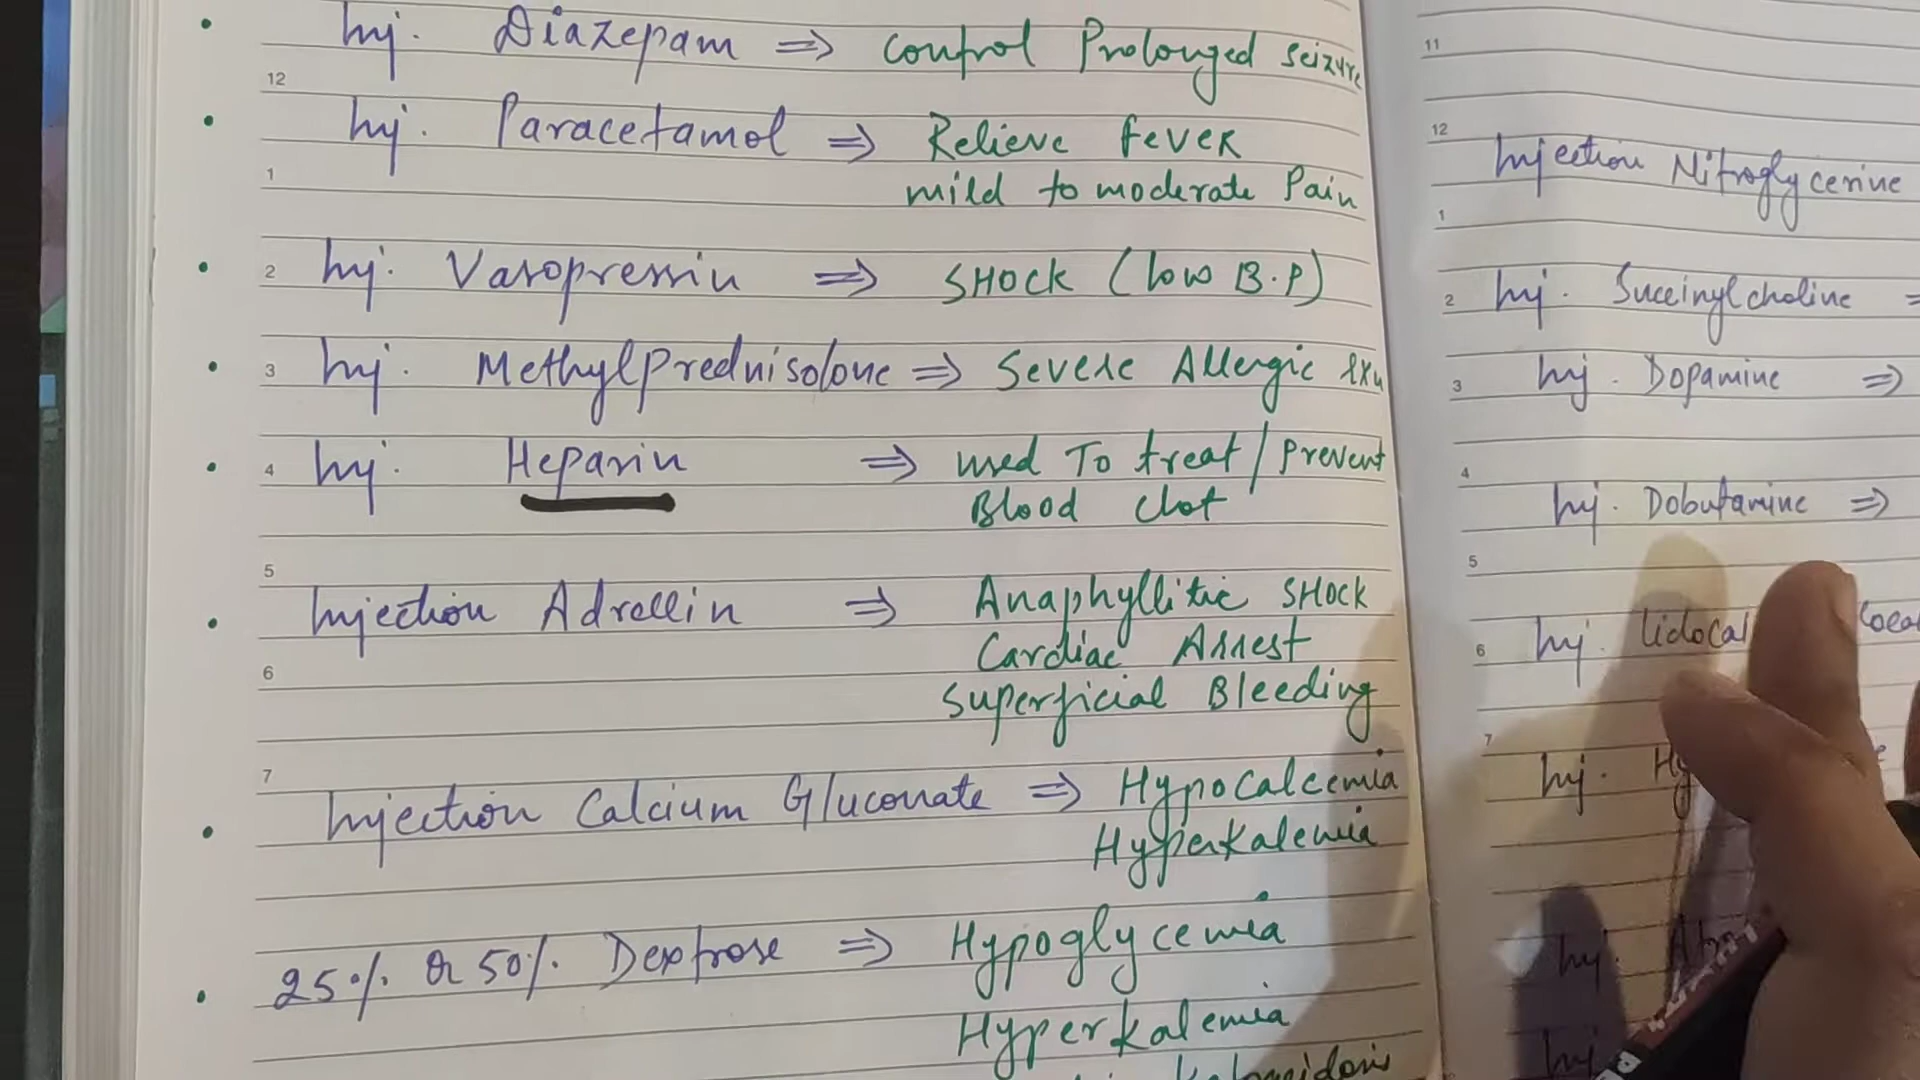 Inj. Diazepam ⇒ Control Prolonged Seizure
12
Inj. Paracetamol ⇒ Relieve fever
1
mild to moderate Pain
2 Inj. Vasopressin ⇒ SHOCK (low B.P)
3 Inj. Methylprednisolone ⇒ Severe Allergic rxn
4 Inj. Heparin ⇒ used To treat/Prevent
Blood Clot
5
Injection Adrellin ⇒ Anaphyllitic SHOCK
Cardiac Arrest
6
Superficial Bleeding
7
Injection Calcium Gluconate ⇒ Hypocalcemia
Hyperkalemia
25% Or 50% Dextrose ⇒ Hypoglycemia
Hyperkalemia
11
12
Injection Nitroglycerine
1
2 Inj. Succinylcholine =
3 Inj. Dopamine ⇒
4
Inj. Dobutamine ⇒
5
6 Inj. lidocai
7
Inj. Hy
Inj.
Inj.